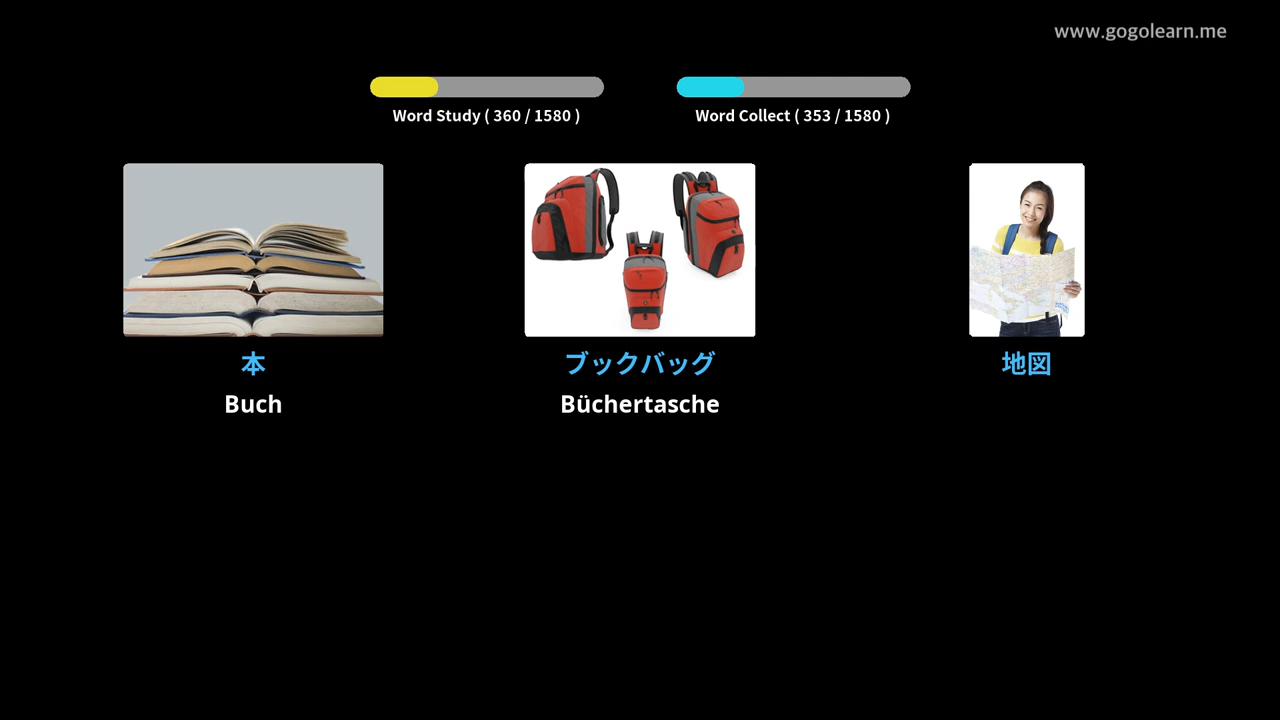 www.gogolearn.me
Word Study ( 360 / 1580 )
Word Collect ( 353 / 1580 )
本
ブックバッグ
地図
Buch
Büchertasche